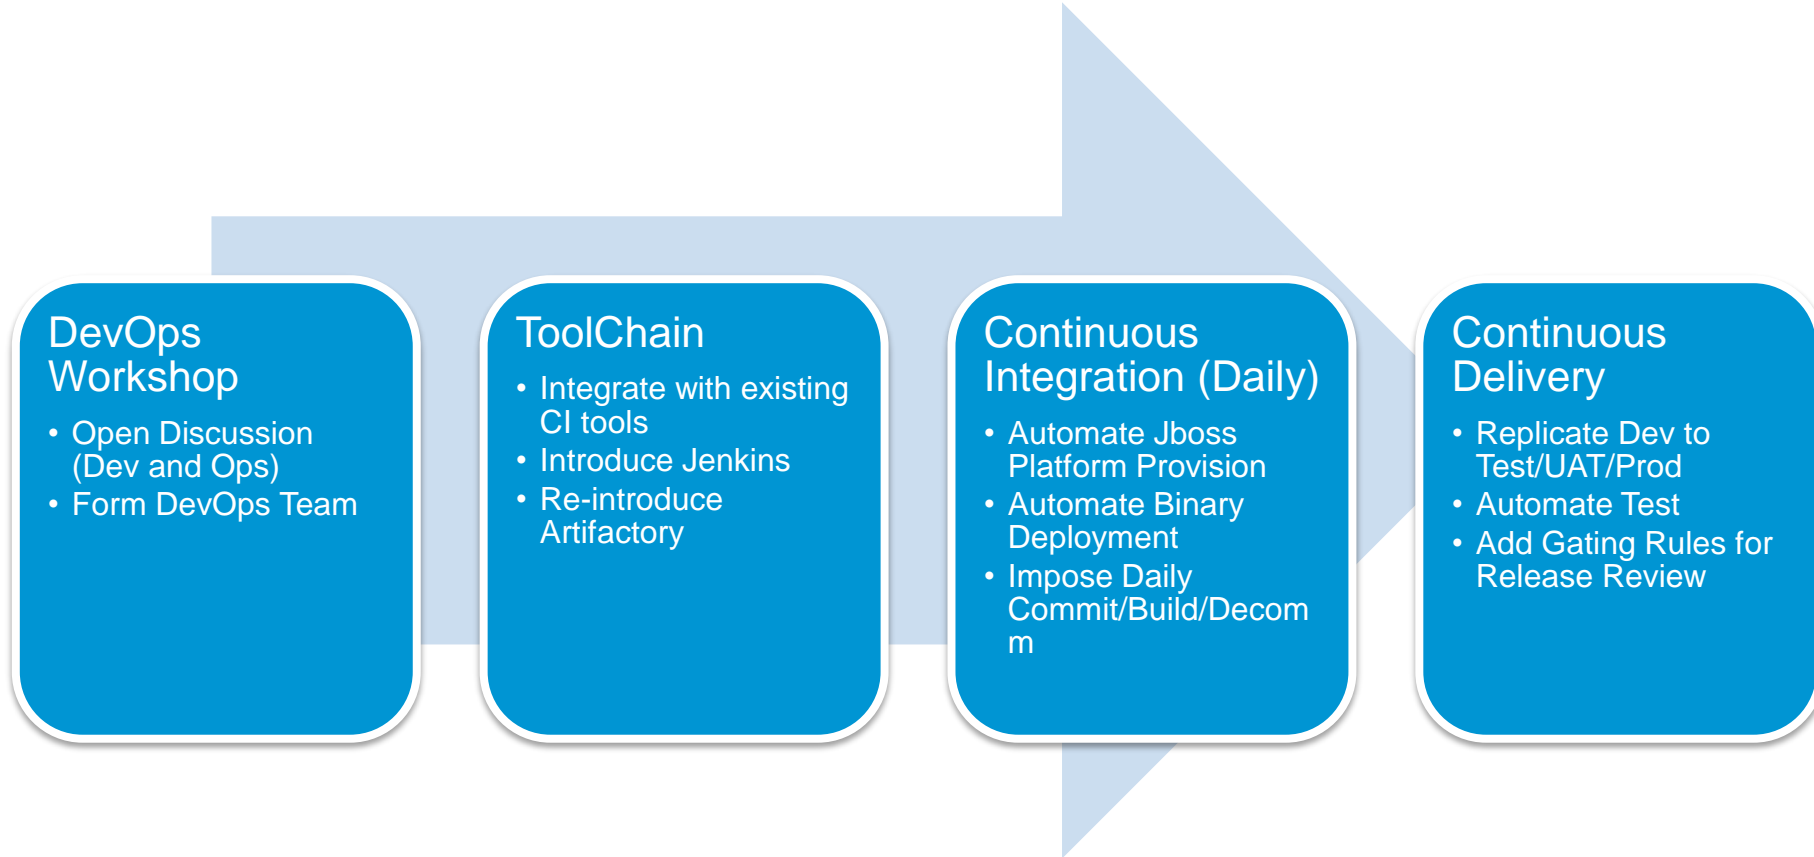 DevOps
Workshop
• Open Discussion
(Dev and Ops)
• Form DevOps Team
ToolChain
• Integrate with existing
CI tools
• Introduce Jenkins
• Re-introduce
Artifactory
Continuous
Integration (Daily)
• Automate Jboss
Platform Provision
• Automate Binary
Deployment
• Impose Daily
Commit/Build/Decom
m
Continuous
Delivery
• Replicate Dev to
Test/UAT/Prod
• Automate Test
• Add Gating Rules for
Release Review